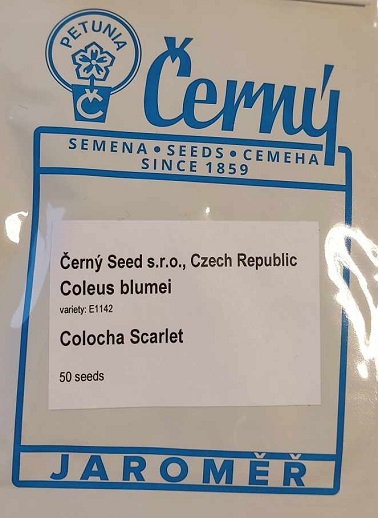 PETUNIA
Č
Černý
SEMENA • SEEDS • СЕМЕНА
SINCE 1859
Černý Seed s.r.o., Czech Republic
Coleus blumei
variety: E1142
Colocha Scarlet
50 seeds
JAROMĚŘ